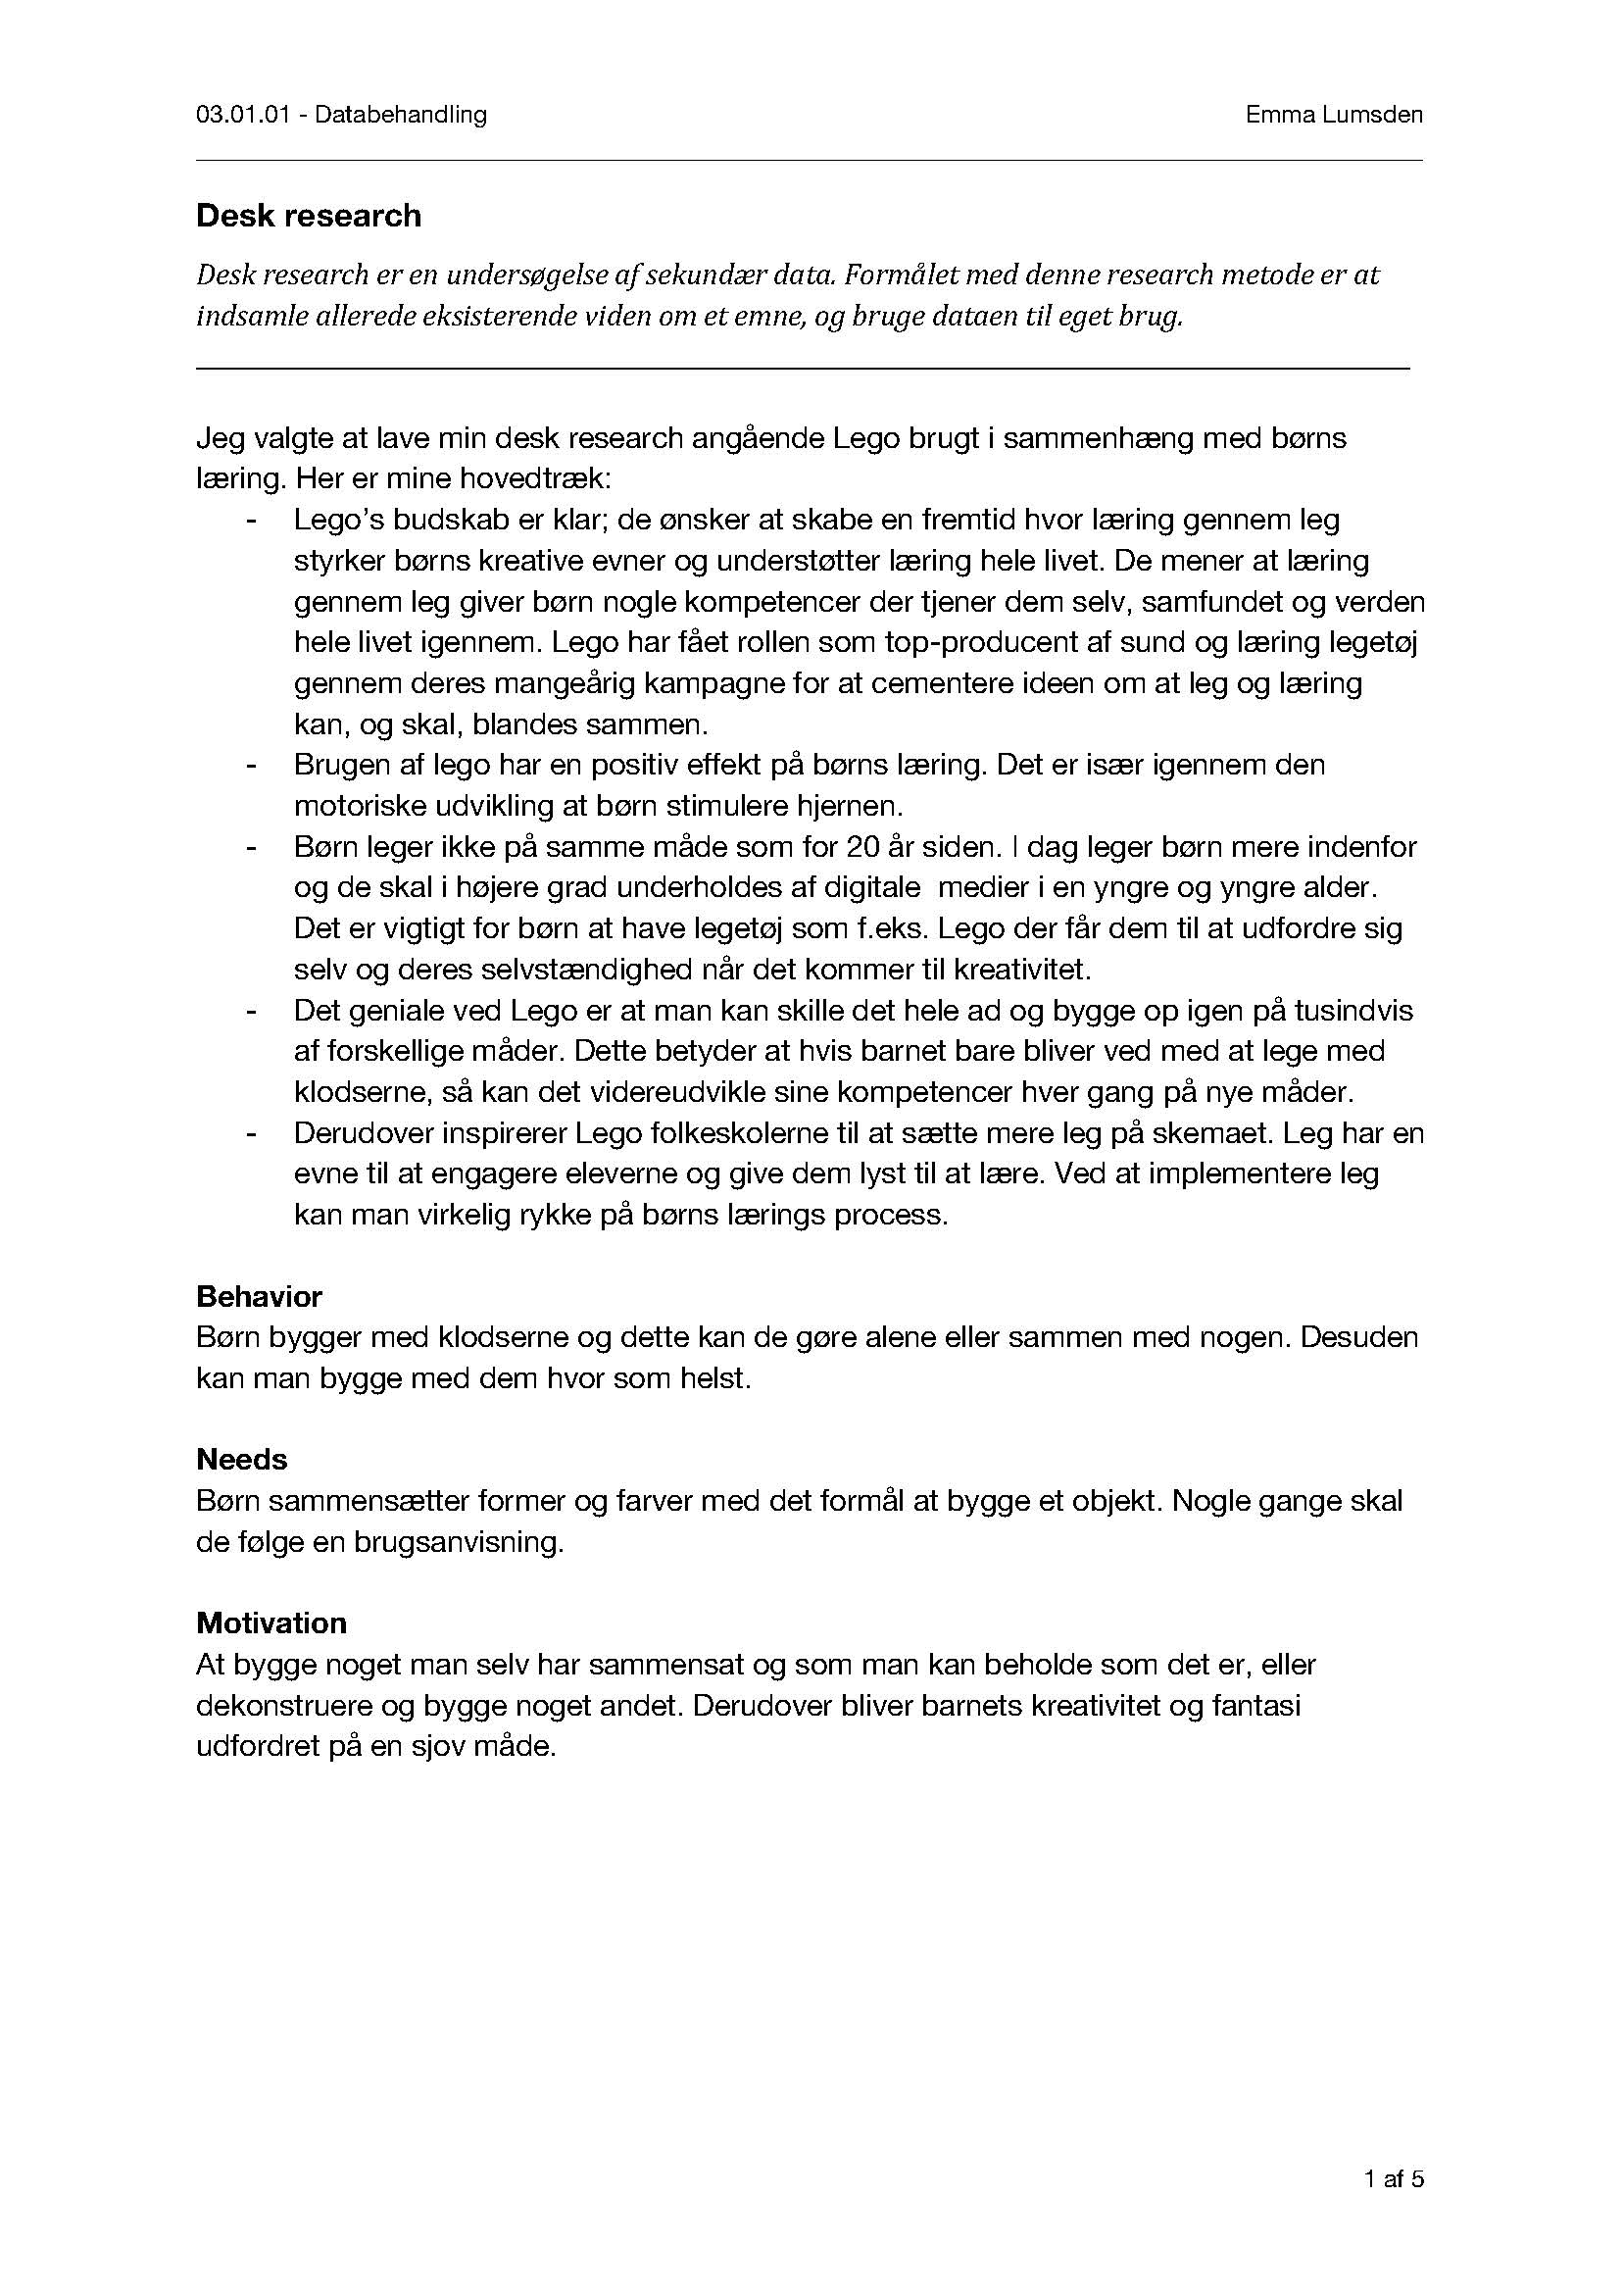 03.01.01 - Databehandling Emma Lumsden
Desk research
Desk research er en undersøgelse af sekundær data. Formålet med denne research metode er at
indsamle allerede eksisterende viden om et emne, og bruge dataen til eget brug.
Jeg valgte at lave min desk research angående Lego brugt i sammenhæng med børns
læring. Her er mine hovedtræk:
- Lego’s budskab er klar; de ønsker at skabe en fremtid hvor læring gennem leg
styrker børns kreative evner og understøtter læring hele livet. De mener at læring
gennem leg giver børn nogle kompetencer der tjener dem selv, samfundet og verden
hele livet igennem. Lego har fået rollen som top-producent af sund og læring legetøj
gennem deres mangeårig kampagne for at cementere ideen om at leg og læring
kan, og skal, blandes sammen.
- Brugen af lego har en positiv effekt på børns læring. Det er især igennem den
motoriske udvikling at børn stimulere hjernen.
- Børn leger ikke på samme måde som for 20 år siden. I dag leger børn mere indenfor
og de skal i højere grad underholdes af digitale  medier i en yngre og yngre alder.
Det er vigtigt for børn at have legetøj som f.eks. Lego der får dem til at udfordre sig
selv og deres selvstændighed når det kommer til kreativitet.
- Det geniale ved Lego er at man kan skille det hele ad og bygge op igen på tusindvis
af forskellige måder. Dette betyder at hvis barnet bare bliver ved med at lege med
klodserne, så kan det videreudvikle sine kompetencer hver gang på nye måder.
- Derudover inspirerer Lego folkeskolerne til at sætte mere leg på skemaet. Leg har en
evne til at engagere eleverne og give dem lyst til at lære. Ved at implementere leg
kan man virkelig rykke på børns lærings process.
Behavior
Børn bygger med klodserne og dette kan de gøre alene eller sammen med nogen. Desuden
kan man bygge med dem hvor som helst.
Needs
Børn sammensætter former og farver med det formål at bygge et objekt. Nogle gange skal
de følge en brugsanvisning.
Motivation
At bygge noget man selv har sammensat og som man kan beholde som det er, eller
dekonstruere og bygge noget andet. Derudover bliver barnets kreativitet og fantasi
udfordret på en sjov måde.
1 af 5